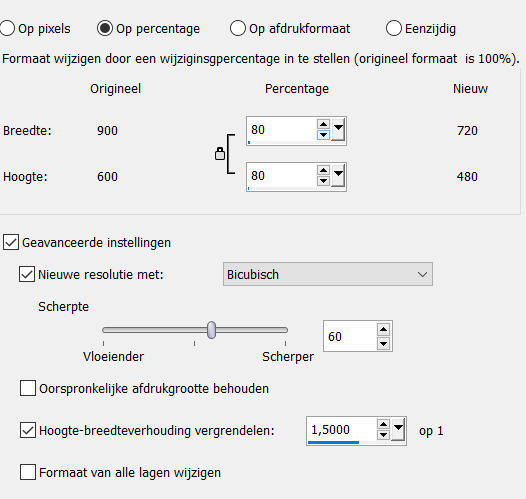 Op pixels Op percentage Op afdrukformaat Eenzijdig
Formaat wijzigen door een wijziginsgpercentage in te stellen (origineel formaat is 100%).
Origineel Percentage Nieuw
Breedte: 900 80 720
Hoogte: 600 80 480
Geavanceerde instellingen
Nieuwe resolutie met: Bicubisch
Scherpte
60
Vloeiender Scherper
Oorspronkelijke afdrukgrootte behouden
Hoogte-breedteverhouding vergrendelen: 1,5000 op 1
Formaat van alle lagen wijzigen